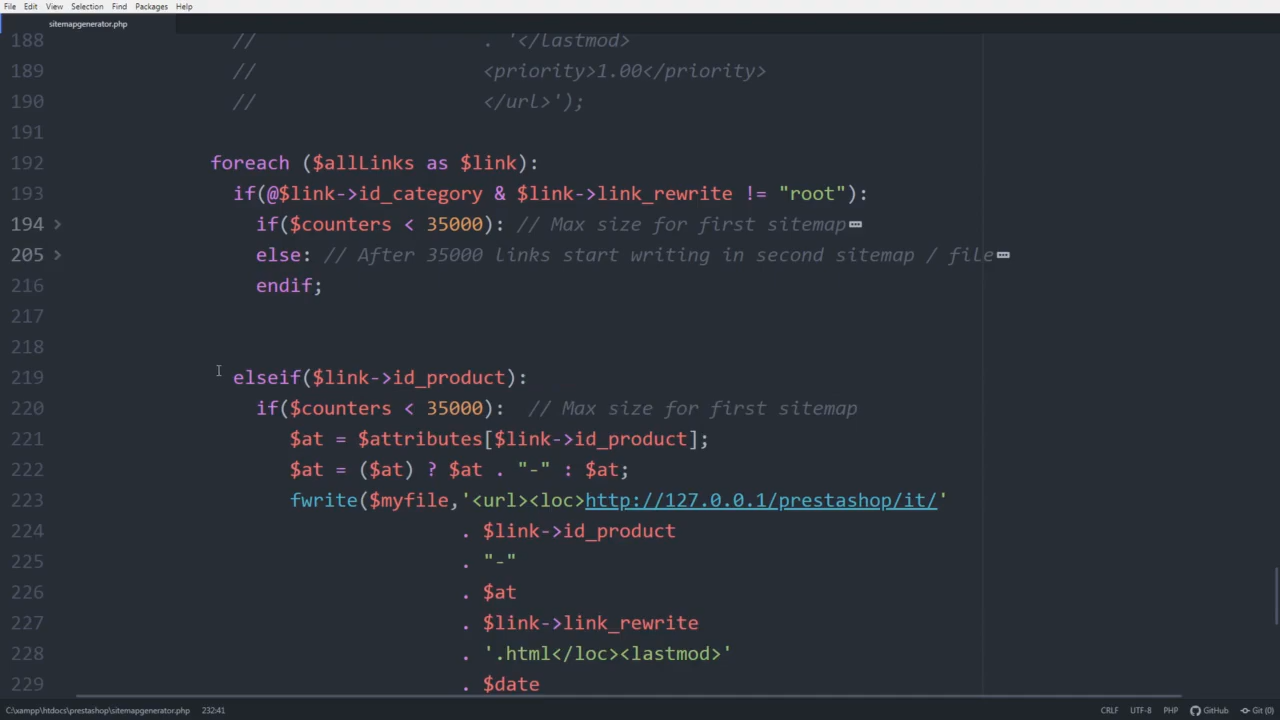 File Edit View Selection Find Packages Help
sitemapgenerator.php
188 // . '</lastmod>
189 // <priority>1.00</priority>
190 // </url>');
191
192 foreach ($allLinks as $link):
193 if(@$link->id_category & $link->link_rewrite != "root"):
194 if($counters < 35000): // Max size for first sitemap
205 else: // After 35000 links start writing in second sitemap / file
216 endif;
217
218
219 elseif($link->id_product):
220 if($counters < 35000): // Max size for first sitemap
221 $at = $attributes[$link->id_product];
222 $at = ($at) ? $at . "-" : $at;
223 fwrite($myfile,'<url><loc>http://127.0.0.1/prestashop/it/'
224 . $link->id_product
225 . "-"
226 . $at
227 . $link->link_rewrite
228 . '.html</loc><lastmod>'
229 . $date
C:\xampp\htdocs\prestashop\sitemapgenerator.php 232:41 CRLF UTF-8 PHP GitHub Git (0)